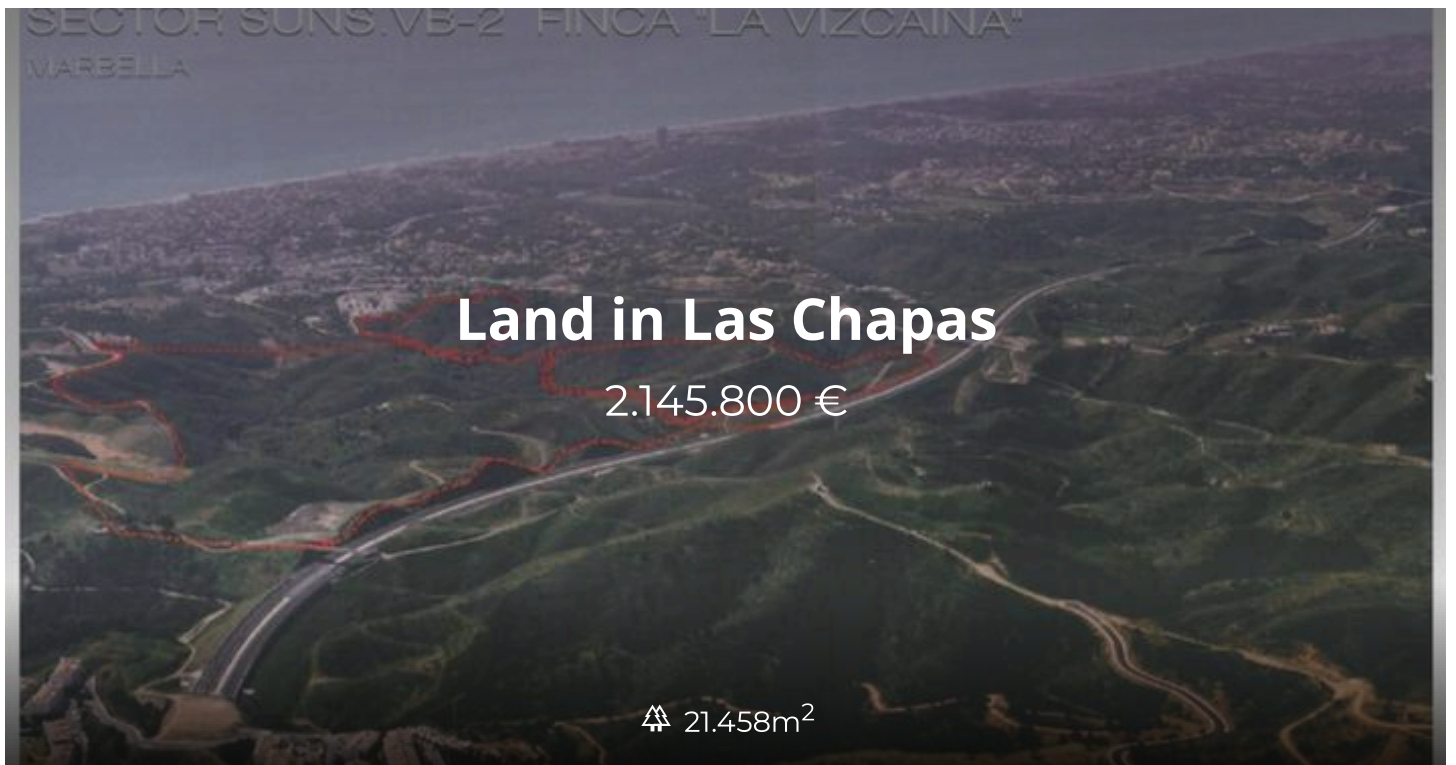 SECTOR SUNS.VB-2 FINCA "LA VIZCAINA"
MARBELLA
Land in Las Chapas
2.145.800 €
21.458m²